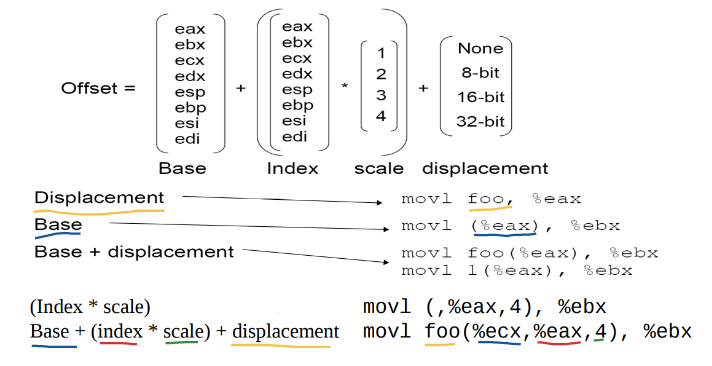 eax eax
ebx ebx None
ecx ecx 1 8-bit
Offset = edx + edx * 2 + 16-bit
esp esp 3 32-bit
ebp ebp 4
esi esi
edi edi
Base Index scale displacement
Displacement movl foo, %eax
Base movl (%eax), %ebx
Base + displacement movl foo(%eax), %ebx
movl 1(%eax), %ebx
(Index * scale) movl (,%eax,4), %ebx
Base + (index * scale) + displacement movl foo(%ecx,%eax,4), %ebx